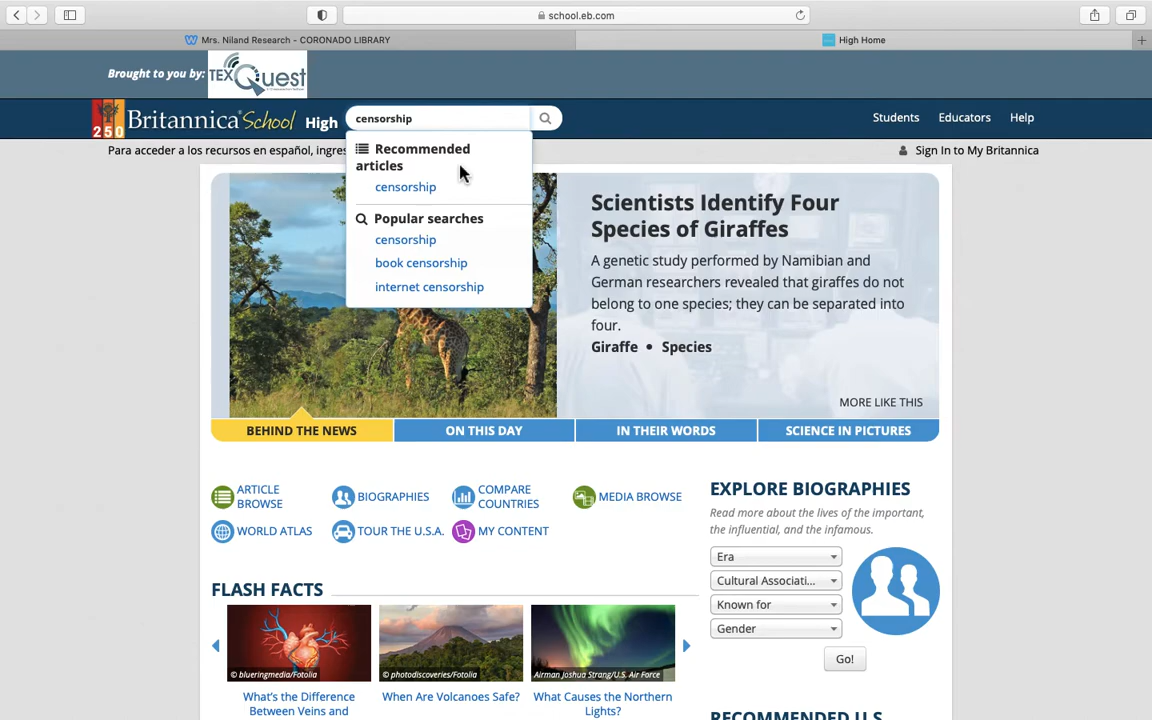 school.eb.com
Mrs. Niland Research - CORONADO LIBRARY
High Home
Brought to you by:
TEXQuest
250
Britannica School High
censorship
Students
Educators
Help
Para acceder a los recursos en español, ingres
Sign In to My Britannica
Recommended
articles
censorship
Popular searches
censorship
book censorship
internet censorship
Scientists Identify Four
Species of Giraffes
A genetic study performed by Namibian and
German researchers revealed that giraffes do not
belong to one species; they can be separated into
four.
Giraffe • Species
MORE LIKE THIS
BEHIND THE NEWS
ON THIS DAY
IN THEIR WORDS
SCIENCE IN PICTURES
ARTICLE
BROWSE
BIOGRAPHIES
COMPARE
COUNTRIES
MEDIA BROWSE
WORLD ATLAS
TOUR THE U.S.A.
MY CONTENT
EXPLORE BIOGRAPHIES
Read more about the lives of the important,
the influential, and the infamous.
Era
Cultural Associati...
Known for
Gender
Go!
FLASH FACTS
© blueringmedia/Fotolia
© photodiscoveries/Fotolia
Airman Joshua Strang/U.S. Air Force
What's the Difference
Between Veins and
When Are Volcanoes Safe?
What Causes the Northern
Lights?
RECOMMENDED U.S.